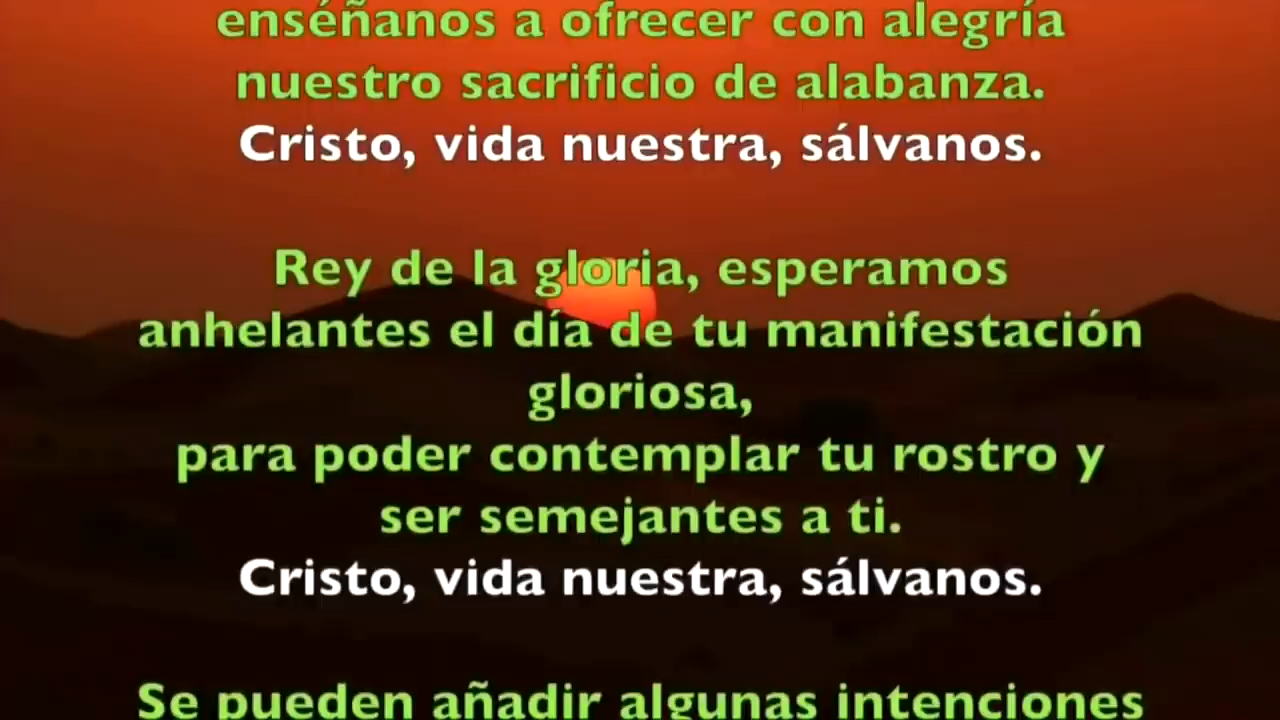 enséñanos a ofrecer con alegría
nuestro sacrificio de alabanza.
Cristo, vida nuestra, sálvanos.
Rey de la gloria, esperamos
anhelantes el día de tu manifestación
gloriosa,
para poder contemplar tu rostro y
ser semejantes a ti.
Cristo, vida nuestra, sálvanos.
Se pueden añadir algunas intenciones